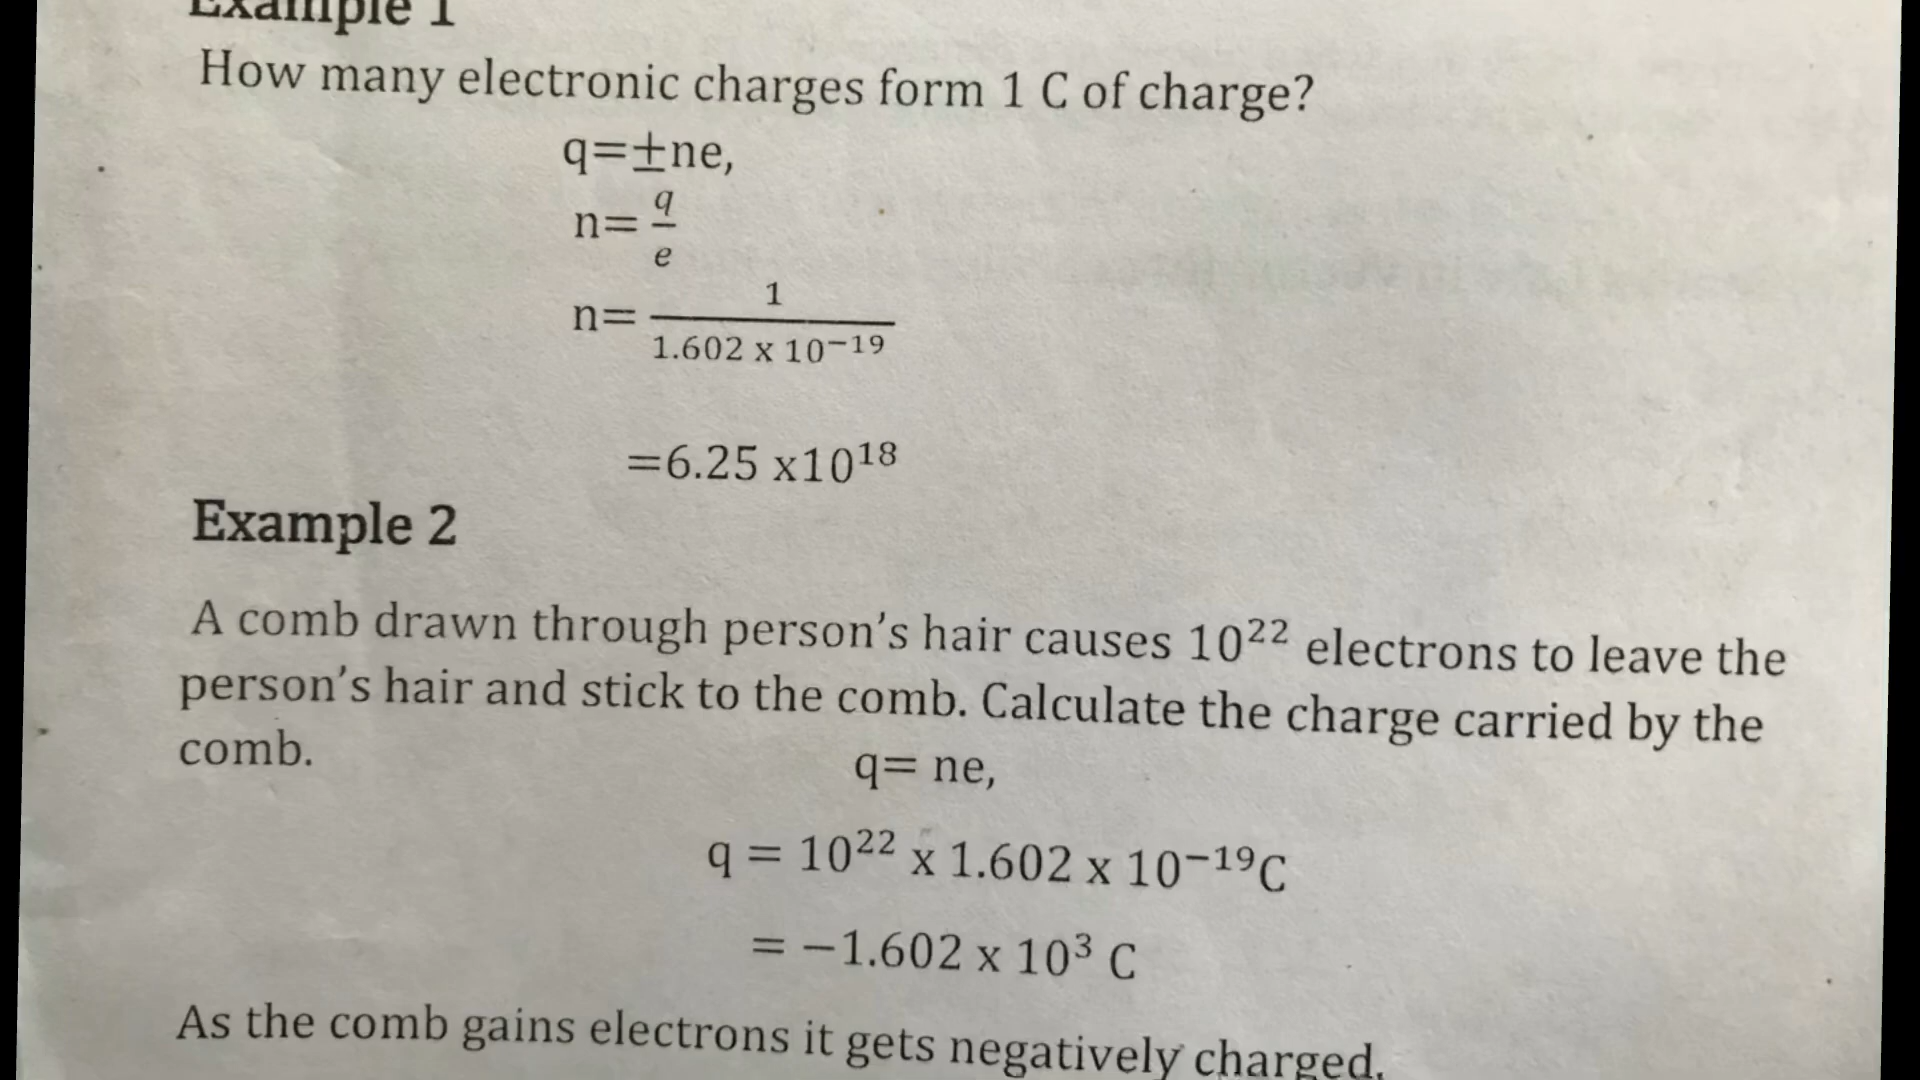 Example 1
How many electronic charges form 1 C of charge?
q=±ne,
n= q/e
n= 1/(1.602 x 10⁻¹⁹)
=6.25 x10¹⁸
Example 2
A comb drawn through person's hair causes 10²² electrons to leave the
person's hair and stick to the comb. Calculate the charge carried by the
comb.
q= ne,
q = 10²² x 1.602 x 10⁻¹⁹C
= −1.602 x 10³ C
As the comb gains electrons it gets negatively charged.